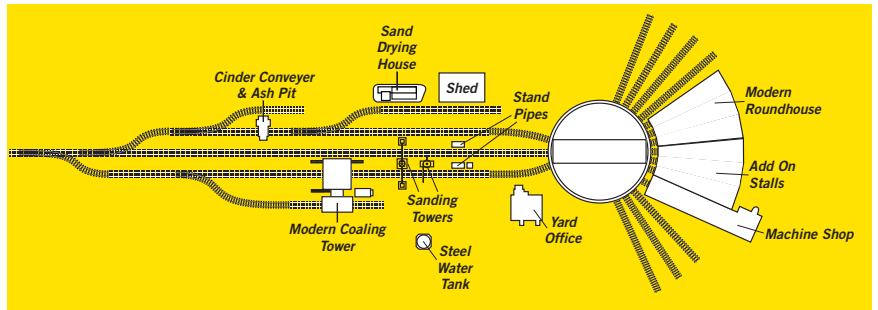 Sand
Drying
House
Cinder Conveyer
& Ash Pit
Shed
Stand
Pipes
Modern
Roundhouse
Add On
Stalls
Sanding
Towers
Yard
Office
Machine Shop
Modern Coaling
Tower
Steel
Water
Tank